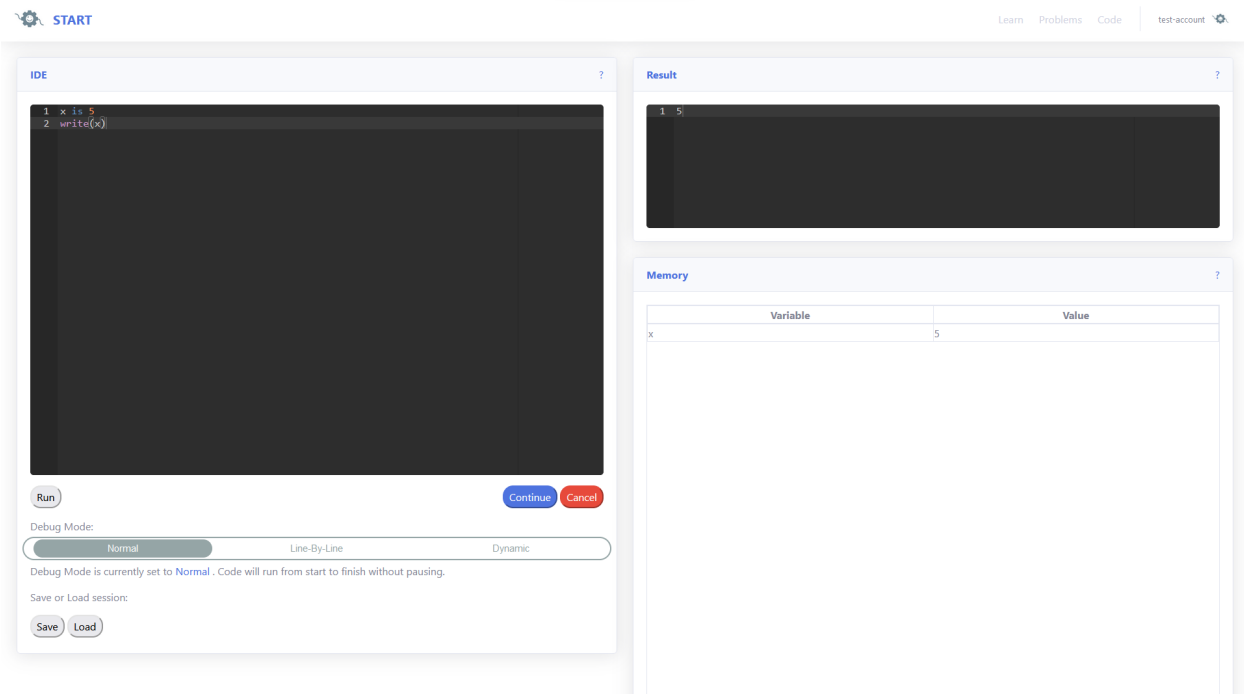 START
Learn Problems Code test-account
IDE ?
1 x is 5
2 write(x)
Run Continue Cancel
Debug Mode:
Normal Line-By-Line Dynamic
Debug Mode is currently set to Normal . Code will run from start to finish without pausing.
Save or Load session:
Save Load
Result ?
1 5
Memory ?
Variable Value
x 5